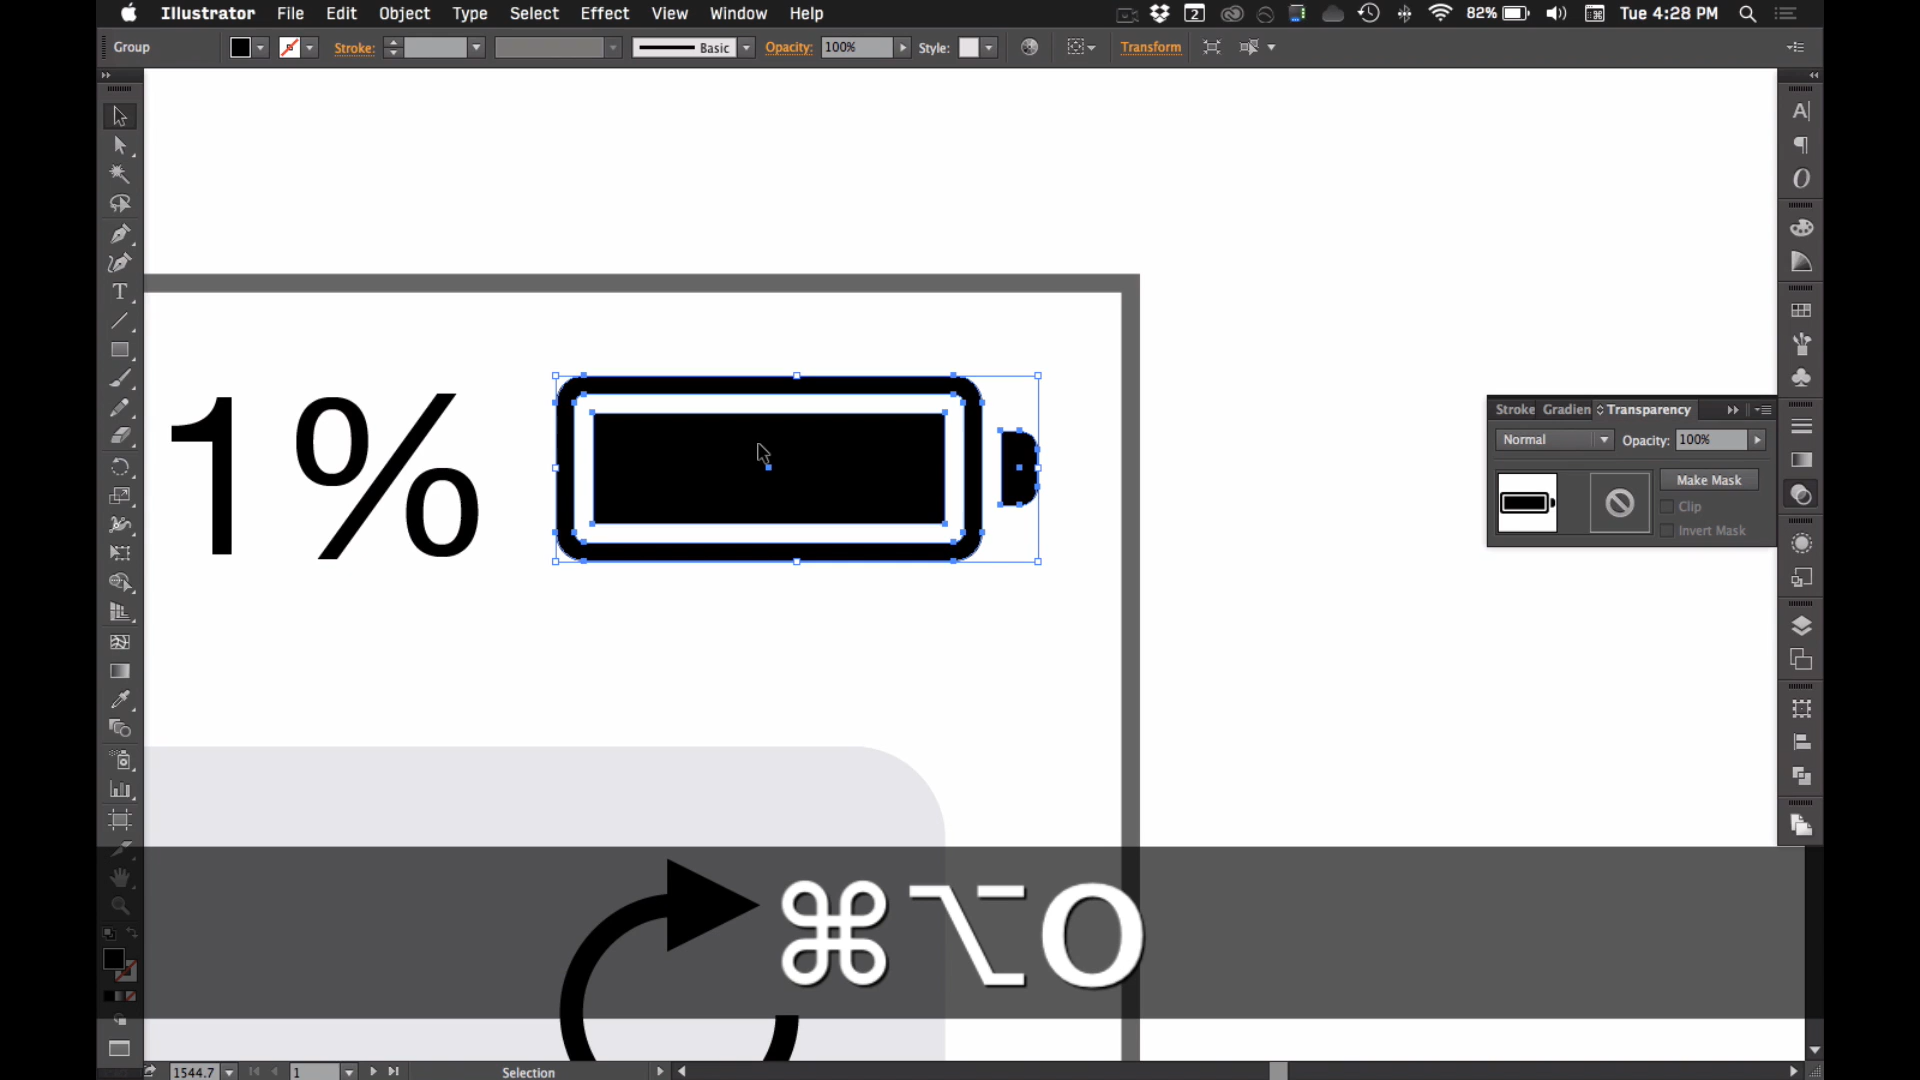 Illustrator File Edit Object Type Select Effect View Window Help 2 82% Tue 4:28 PM
Group Stroke: Basic Opacity: 100% Style: Transform
1%
Stroke Gradien Transparency
Normal Opacity: 100%
Make Mask
Clip
Invert Mask
⌘⌥O
1544.7 1 Selection